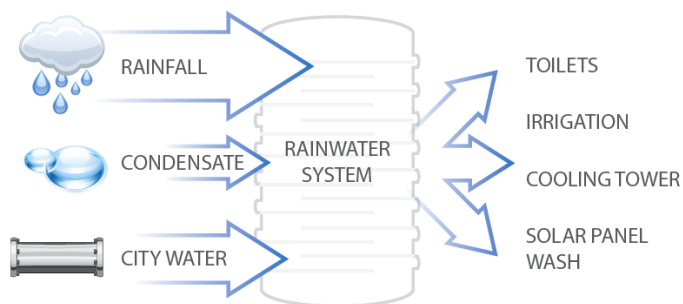 RAINFALL
CONDENSATE
CITY WATER
RAINWATER
SYSTEM
TOILETS
IRRIGATION
COOLING TOWER
SOLAR PANEL
WASH